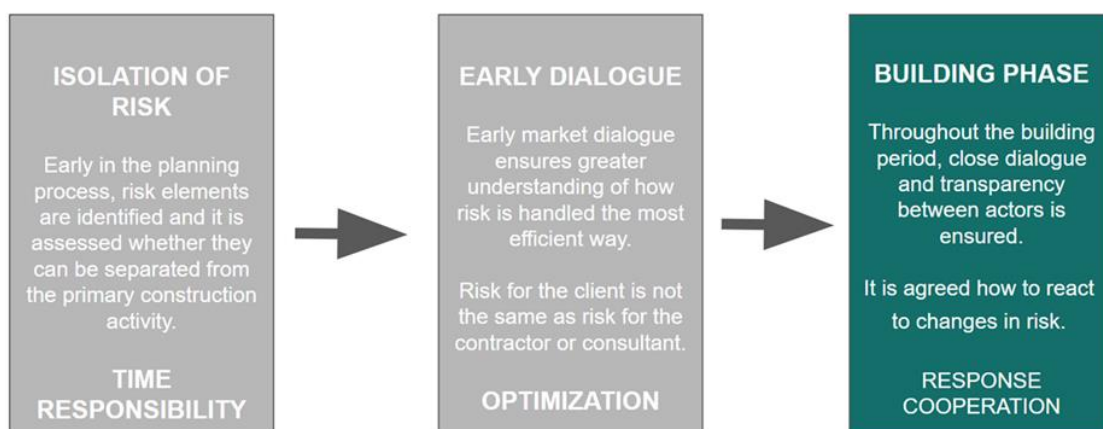 ISOLATION OF
RISK
Early in the planning
process, risk elements
are identified and it is
assessed whether they
can be separated from
the primary construction
activity.
TIME
RESPONSIBILITY
EARLY DIALOGUE
Early market dialogue
ensures greater
understanding of how
risk is handled the most
efficient way.
Risk for the client is not
the same as risk for the
contractor or consultant.
OPTIMIZATION
BUILDING PHASE
Throughout the building
period, close dialogue
and transparency
between actors is
ensured.
It is agreed how to react
to changes in risk.
RESPONSE
COOPERATION